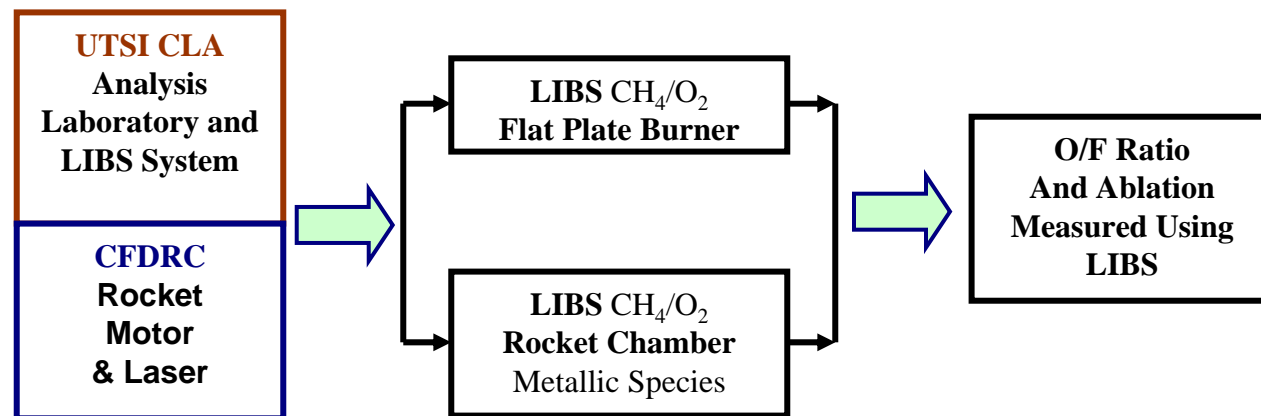 UTSI CLA
Analysis
Laboratory and
LIBS System
CFDRC
Rocket
Motor
& Laser
LIBS CH₄/O₂
Flat Plate Burner
LIBS CH₄/O₂
Rocket Chamber
Metallic Species
O/F Ratio
And Ablation
Measured Using
LIBS